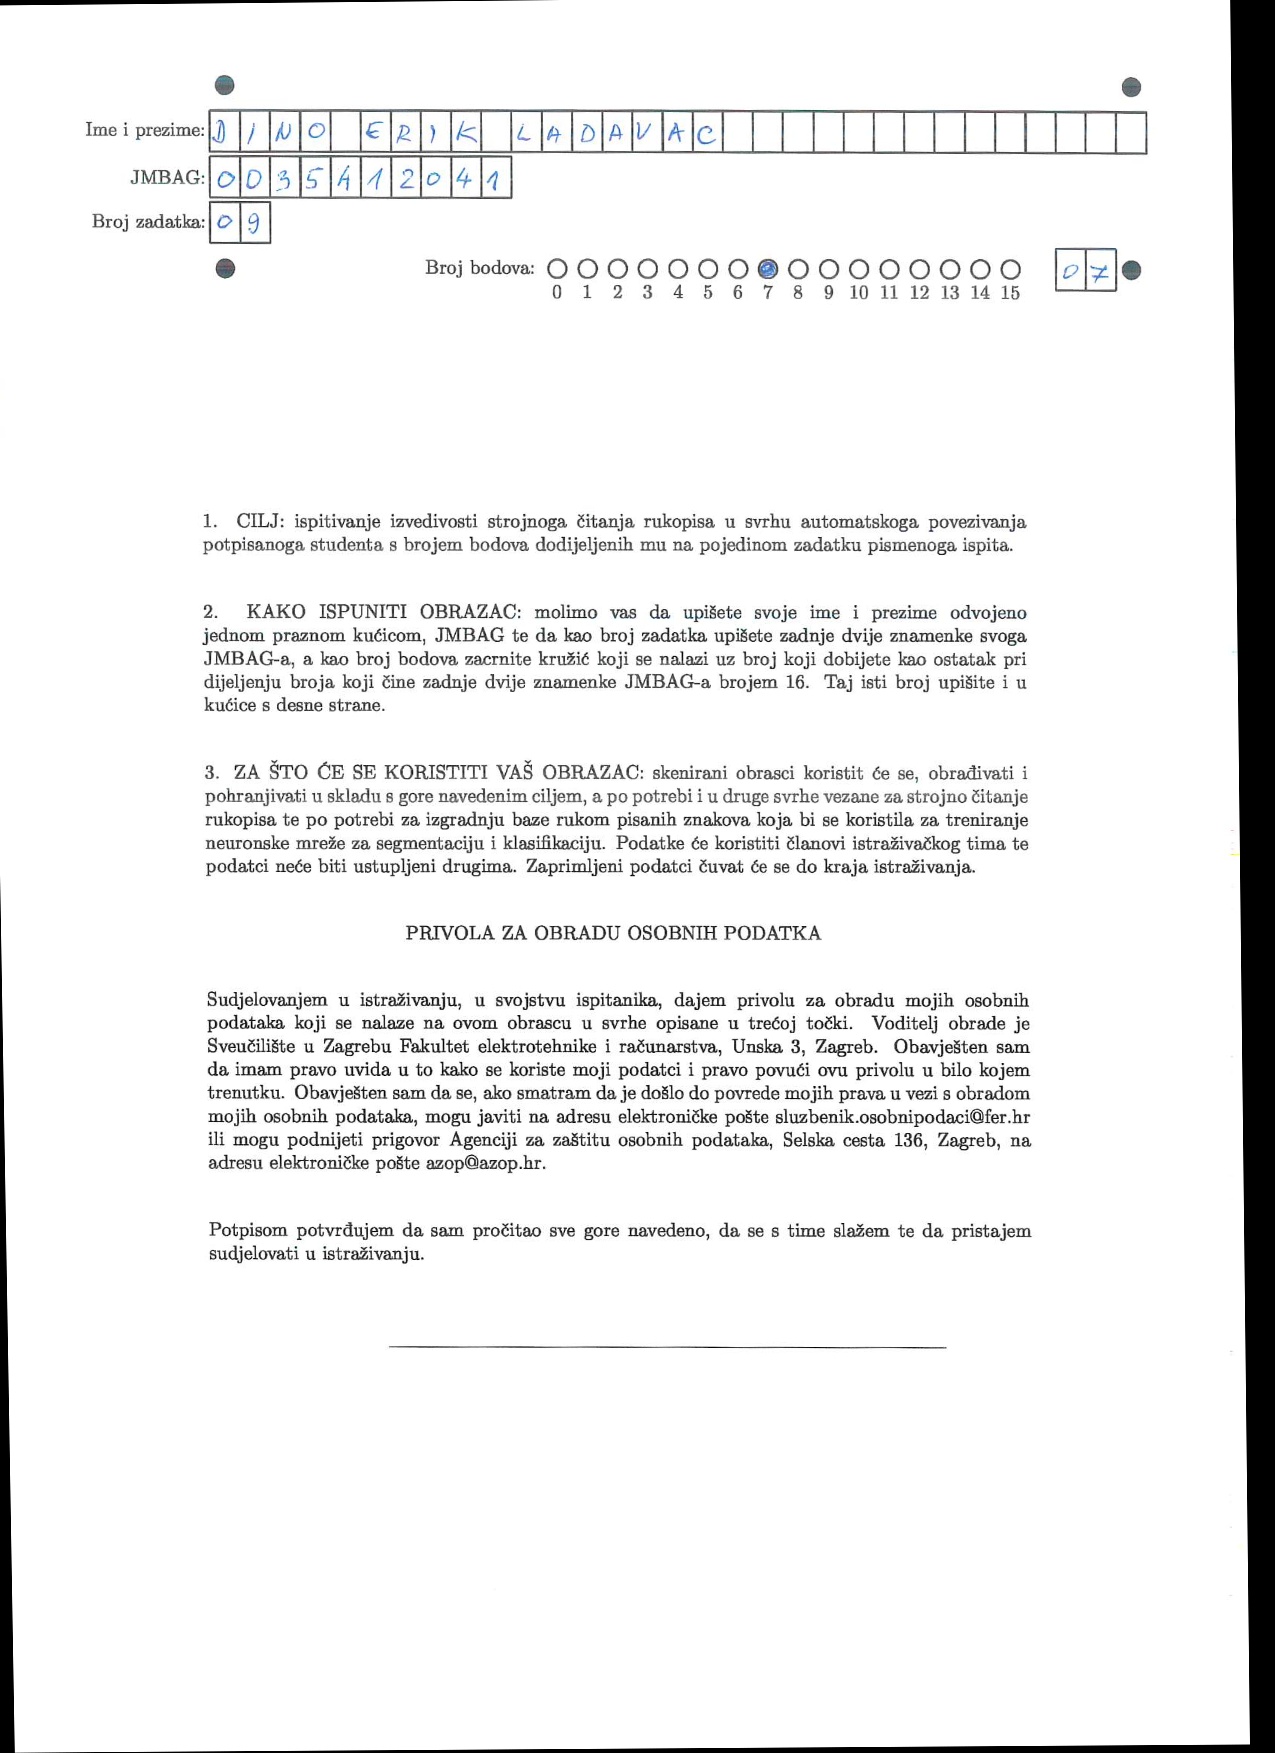 Ime i prezime: DINO ERIK LADAVAC
JMBAG: 0035412041
Broj zadatka: 09
Broj bodova: 07
0 1 2 3 4 5 6 7 8 9 10 11 12 13 14 15
1. CILJ: ispitivanje izvedivosti strojnoga čitanja rukopisa u svrhu automatskoga povezivanja
potpisanoga studenta s brojem bodova dodijeljenih mu na pojedinom zadatku pismenoga ispita.
2. KAKO ISPUNITI OBRAZAC: molimo vas da upišete svoje ime i prezime odvojeno
jednom praznom kućicom, JMBAG te da kao broj zadatka upišete zadnje dvije znamenke svoga
JMBAG-a, a kao broj bodova zacrnite kružić koji se nalazi uz broj koji dobijete kao ostatak pri
dijeljenju broja koji čine zadnje dvije znamenke JMBAG-a brojem 16. Taj isti broj upišite i u
kućice s desne strane.
3. ZA ŠTO ĆE SE KORISTITI VAŠ OBRAZAC: skenirani obrasci koristit će se, obrađivati i
pohranjivati u skladu s gore navedenim ciljem, a po potrebi i u druge svrhe vezane za strojno čitanje
rukopisa te po potrebi za izgradnju baze rukom pisanih znakova koja bi se koristila za treniranje
neuronske mreže za segmentaciju i klasifikaciju. Podatke će koristiti članovi istraživačkog tima te
podatci neće biti ustupljeni drugima. Zaprimljeni podatci čuvat će se do kraja istraživanja.
PRIVOLA ZA OBRADU OSOBNIH PODATKA
Sudjelovanjem u istraživanju, u svojstvu ispitanika, dajem privolu za obradu mojih osobnih
podataka koji se nalaze na ovom obrascu u svrhe opisane u trećoj točki. Voditelj obrade je
Sveučilište u Zagrebu Fakultet elektrotehnike i računarstva, Unska 3, Zagreb. Obavješten sam
da imam pravo uvida u to kako se koriste moji podatci i pravo povući ovu privolu u bilo kojem
trenutku. Obavješten sam da se, ako smatram da je došlo do povrede mojih prava u vezi s obradom
mojih osobnih podataka, mogu javiti na adresu elektroničke pošte sluzbenik.osobnipodaci@fer.hr
ili mogu podnijeti prigovor Agenciji za zaštitu osobnih podataka, Selska cesta 136, Zagreb, na
adresu elektroničke pošte azop@azop.hr.
Potpisom potvrđujem da sam pročitao sve gore navedeno, da se s time slažem te da pristajem
sudjelovati u istraživanju.